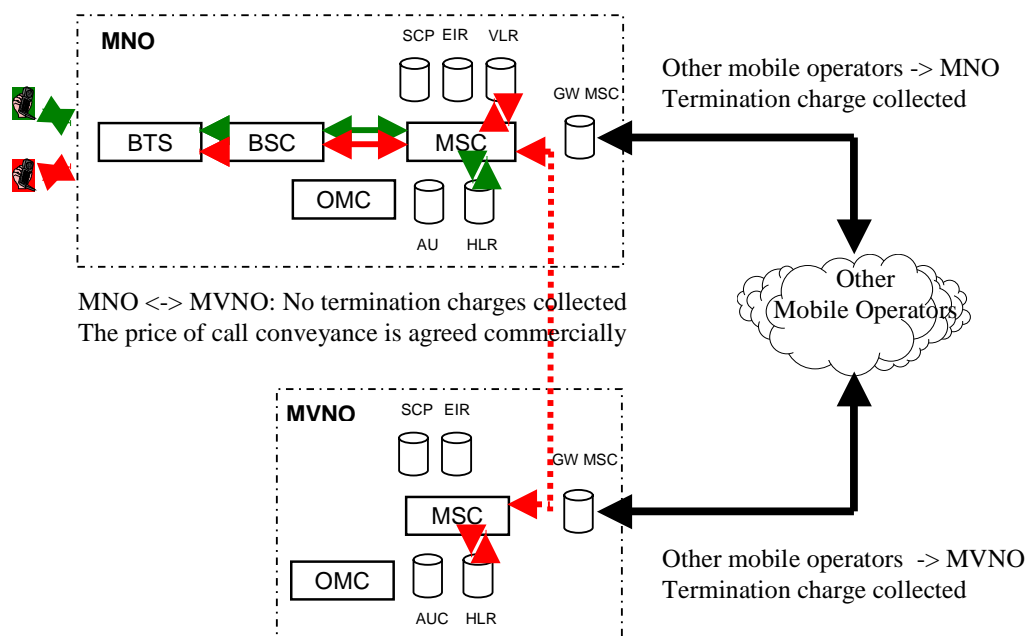 MNO
SCP EIR VLR
GW MSC
Other mobile operators -> MNO
Termination charge collected
BTS BSC MSC
OMC
AU HLR
MNO <-> MVNO: No termination charges collected
The price of call conveyance is agreed commercially
Other
Mobile Operators
MVNO
SCP EIR
GW MSC
MSC
OMC
AUC HLR
Other mobile operators -> MVNO
Termination charge collected